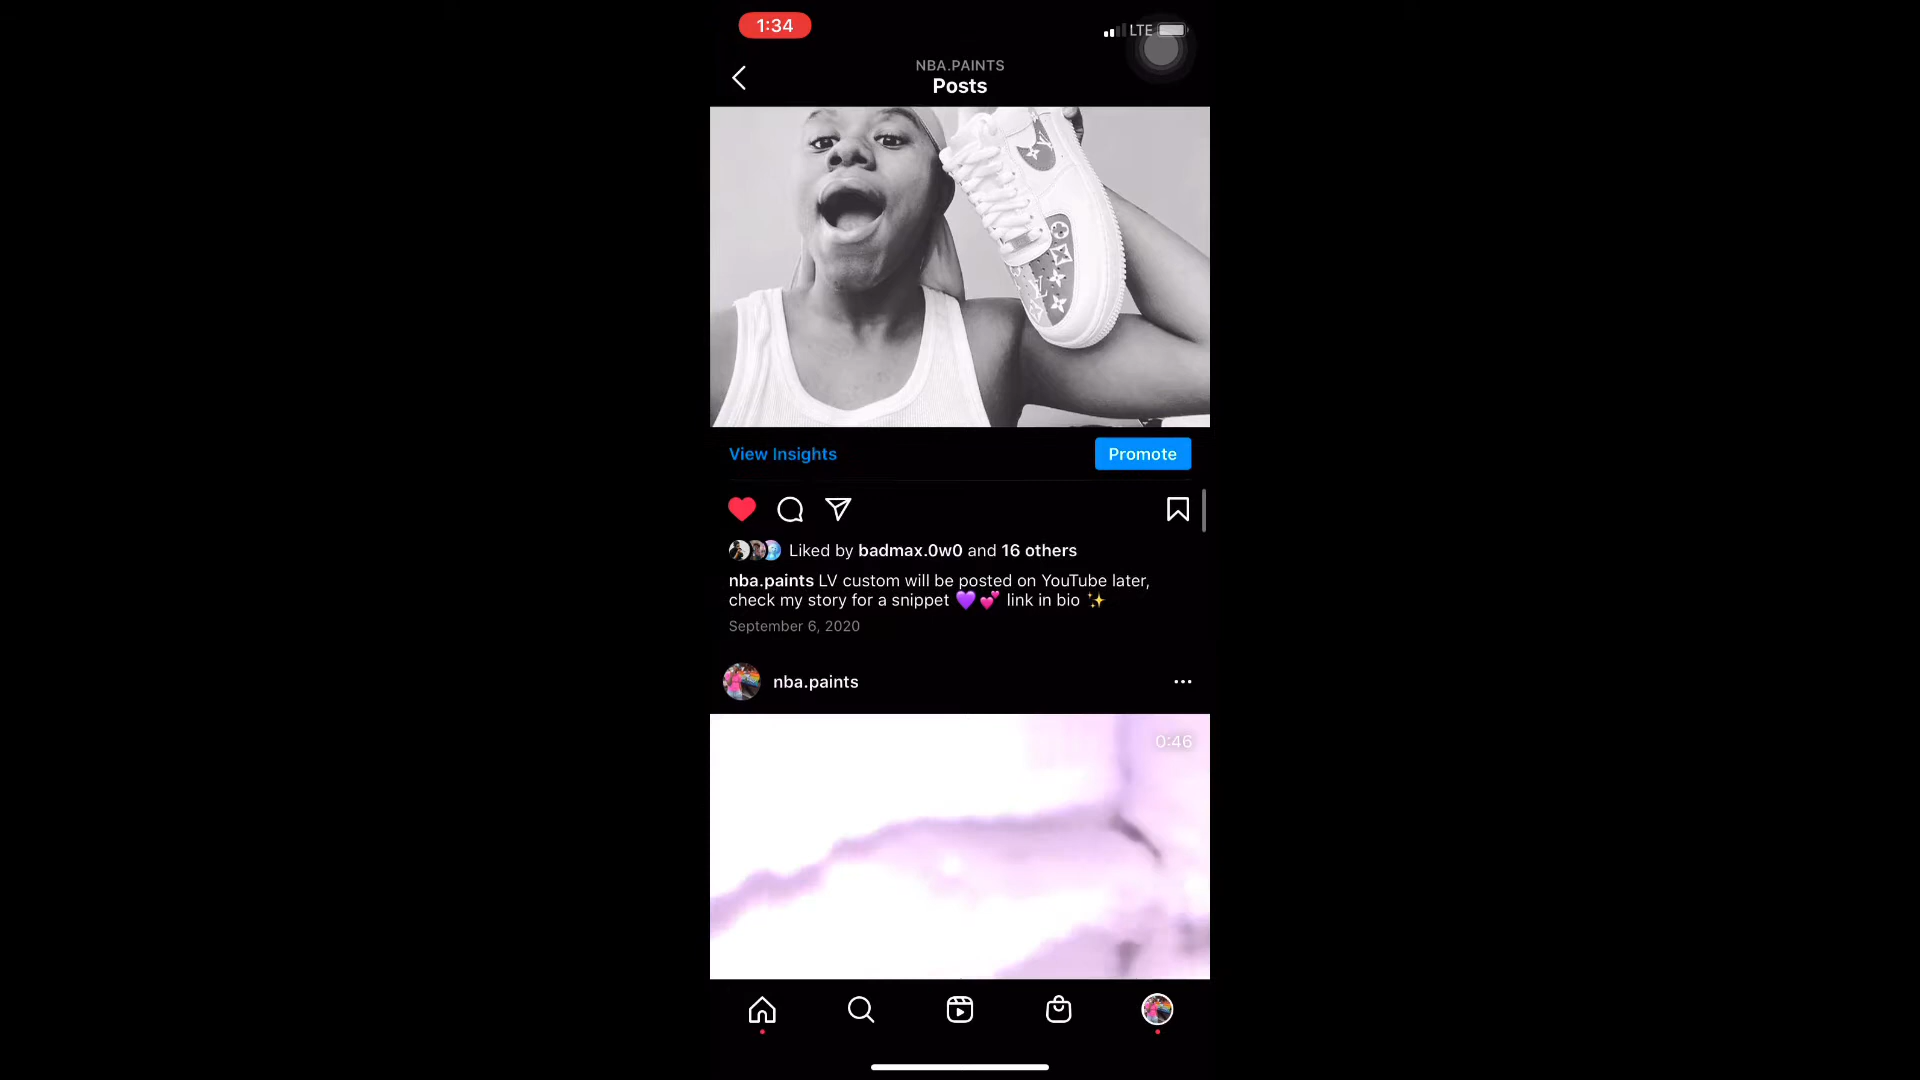 1:34
LTE
NBA.PAINTS
Posts
View Insights
Promote
Liked by badmax.0w0 and 16 others
nba.paints LV custom will be posted on YouTube later,
check my story for a snippet 💜 💕 link in bio ✨
September 6, 2020
nba.paints
0:46